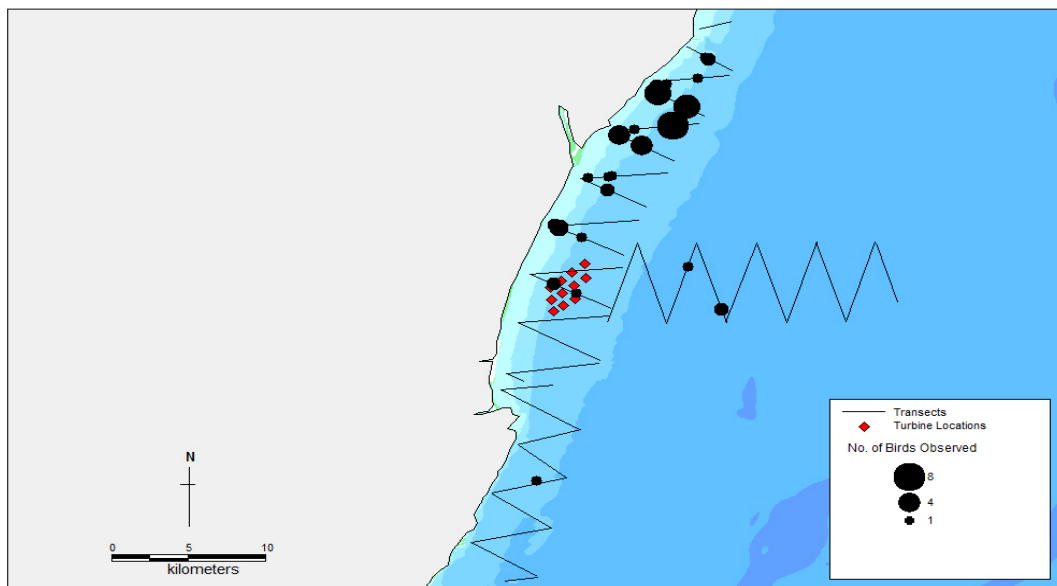 N
0 5 10
kilometers
Transects
Turbine Locations
No. of Birds Observed
8
4
1